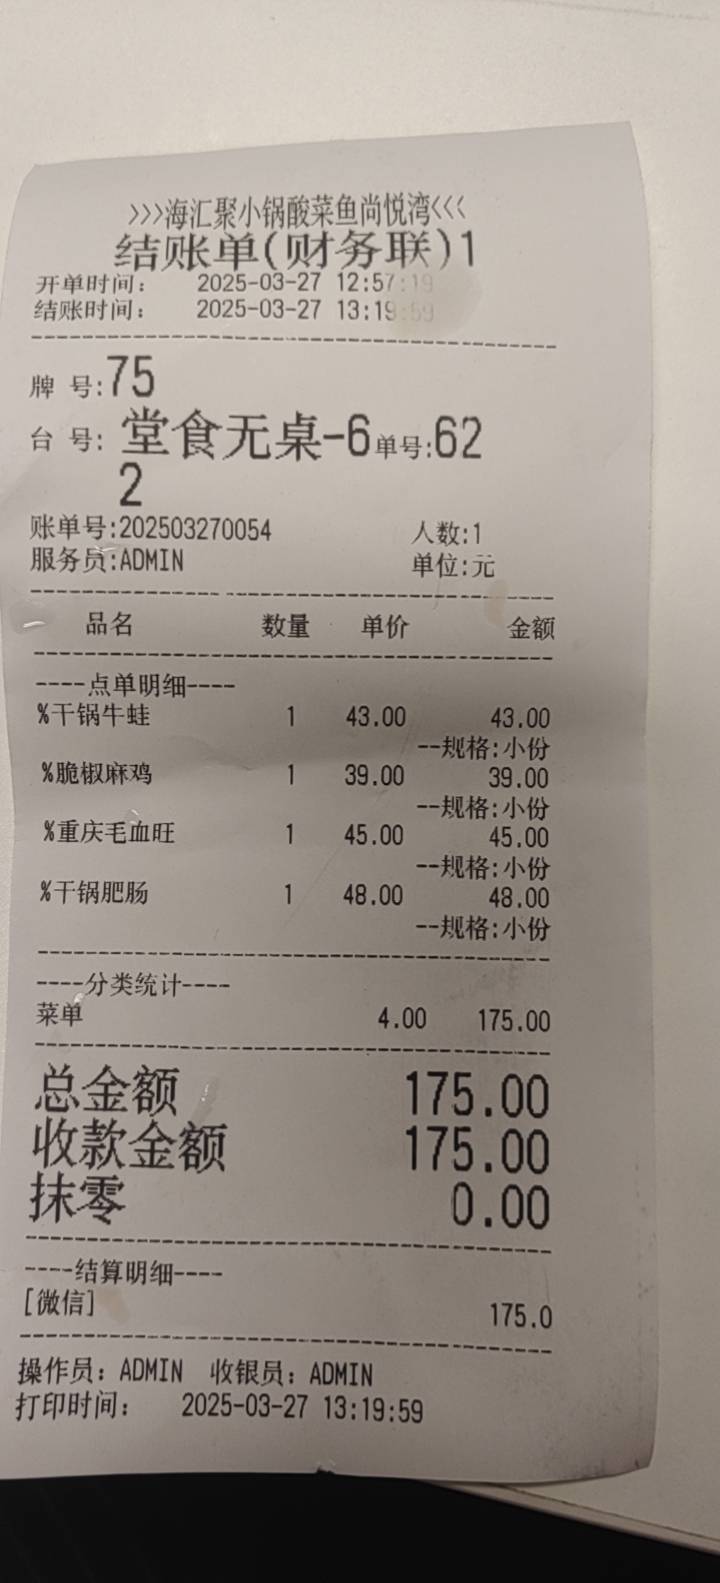 >>>海汇聚小锅酸菜鱼尚悦湾<<<
结账单(财务联)1
开单时间: 2025-03-27 12:57:19
结账时间: 2025-03-27 13:19:59
牌 号:75
台 号: 堂食无桌-6单号:62
2
账单号:202503270054 人数:1
服务员:ADMIN 单位:元
品名 数量 单价 金额
----点单明细----
%干锅牛蛙 1 43.00 43.00
--规格:小份
%脆椒麻鸡 1 39.00 39.00
--规格:小份
%重庆毛血旺 1 45.00 45.00
--规格:小份
%干锅肥肠 1 48.00 48.00
--规格:小份
----分类统计----
菜单 4.00 175.00
总金额 175.00
收款金额 175.00
抹零 0.00
----结算明细----
[微信] 175.0
操作员: ADMIN 收银员: ADMIN
打印时间: 2025-03-27 13:19:59